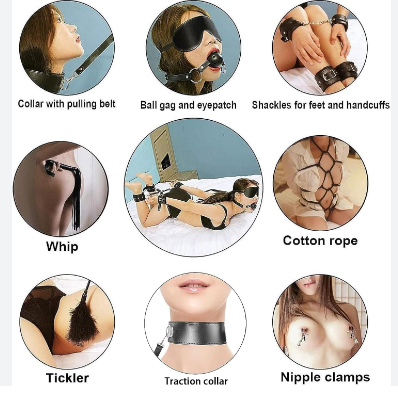 Collar with pulling belt
Ball gag and eyepatch
Shackles for feet and handcuffs
Whip
Cotton rope
Tickler
Traction collar
Nipple clamps